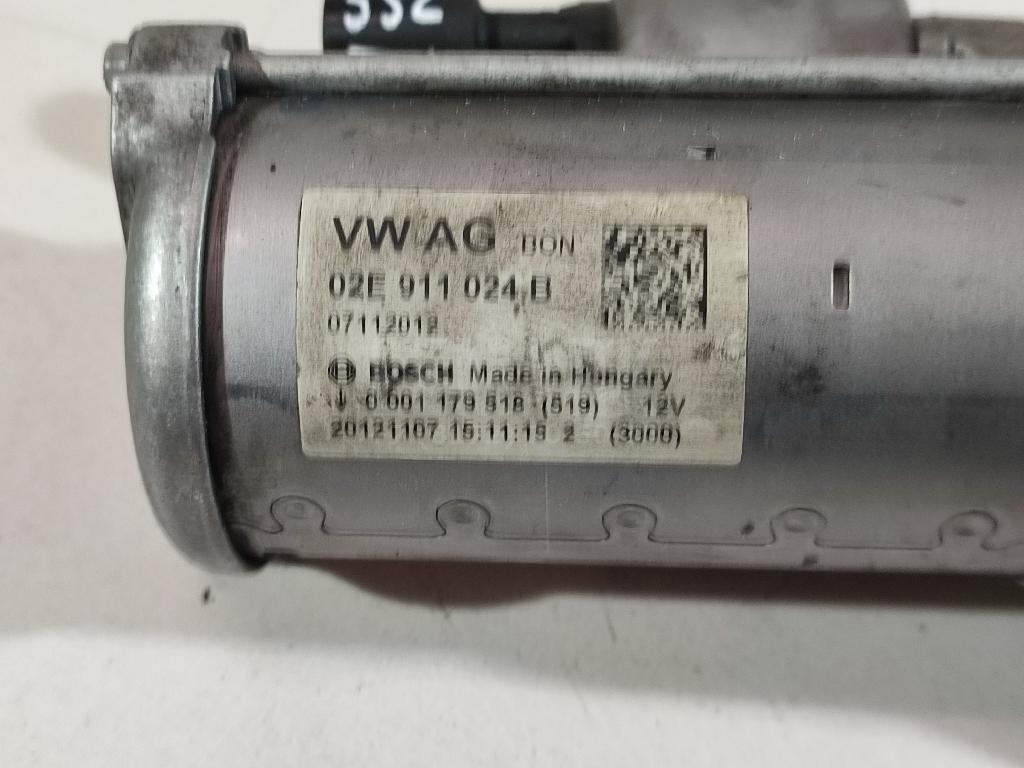 332
VW AG BON
02E 911 024 B
07112012
BOSCH Made in Hungary
0 001 179 518 (519) 12V
20121107 15:11:15 2 (3000)